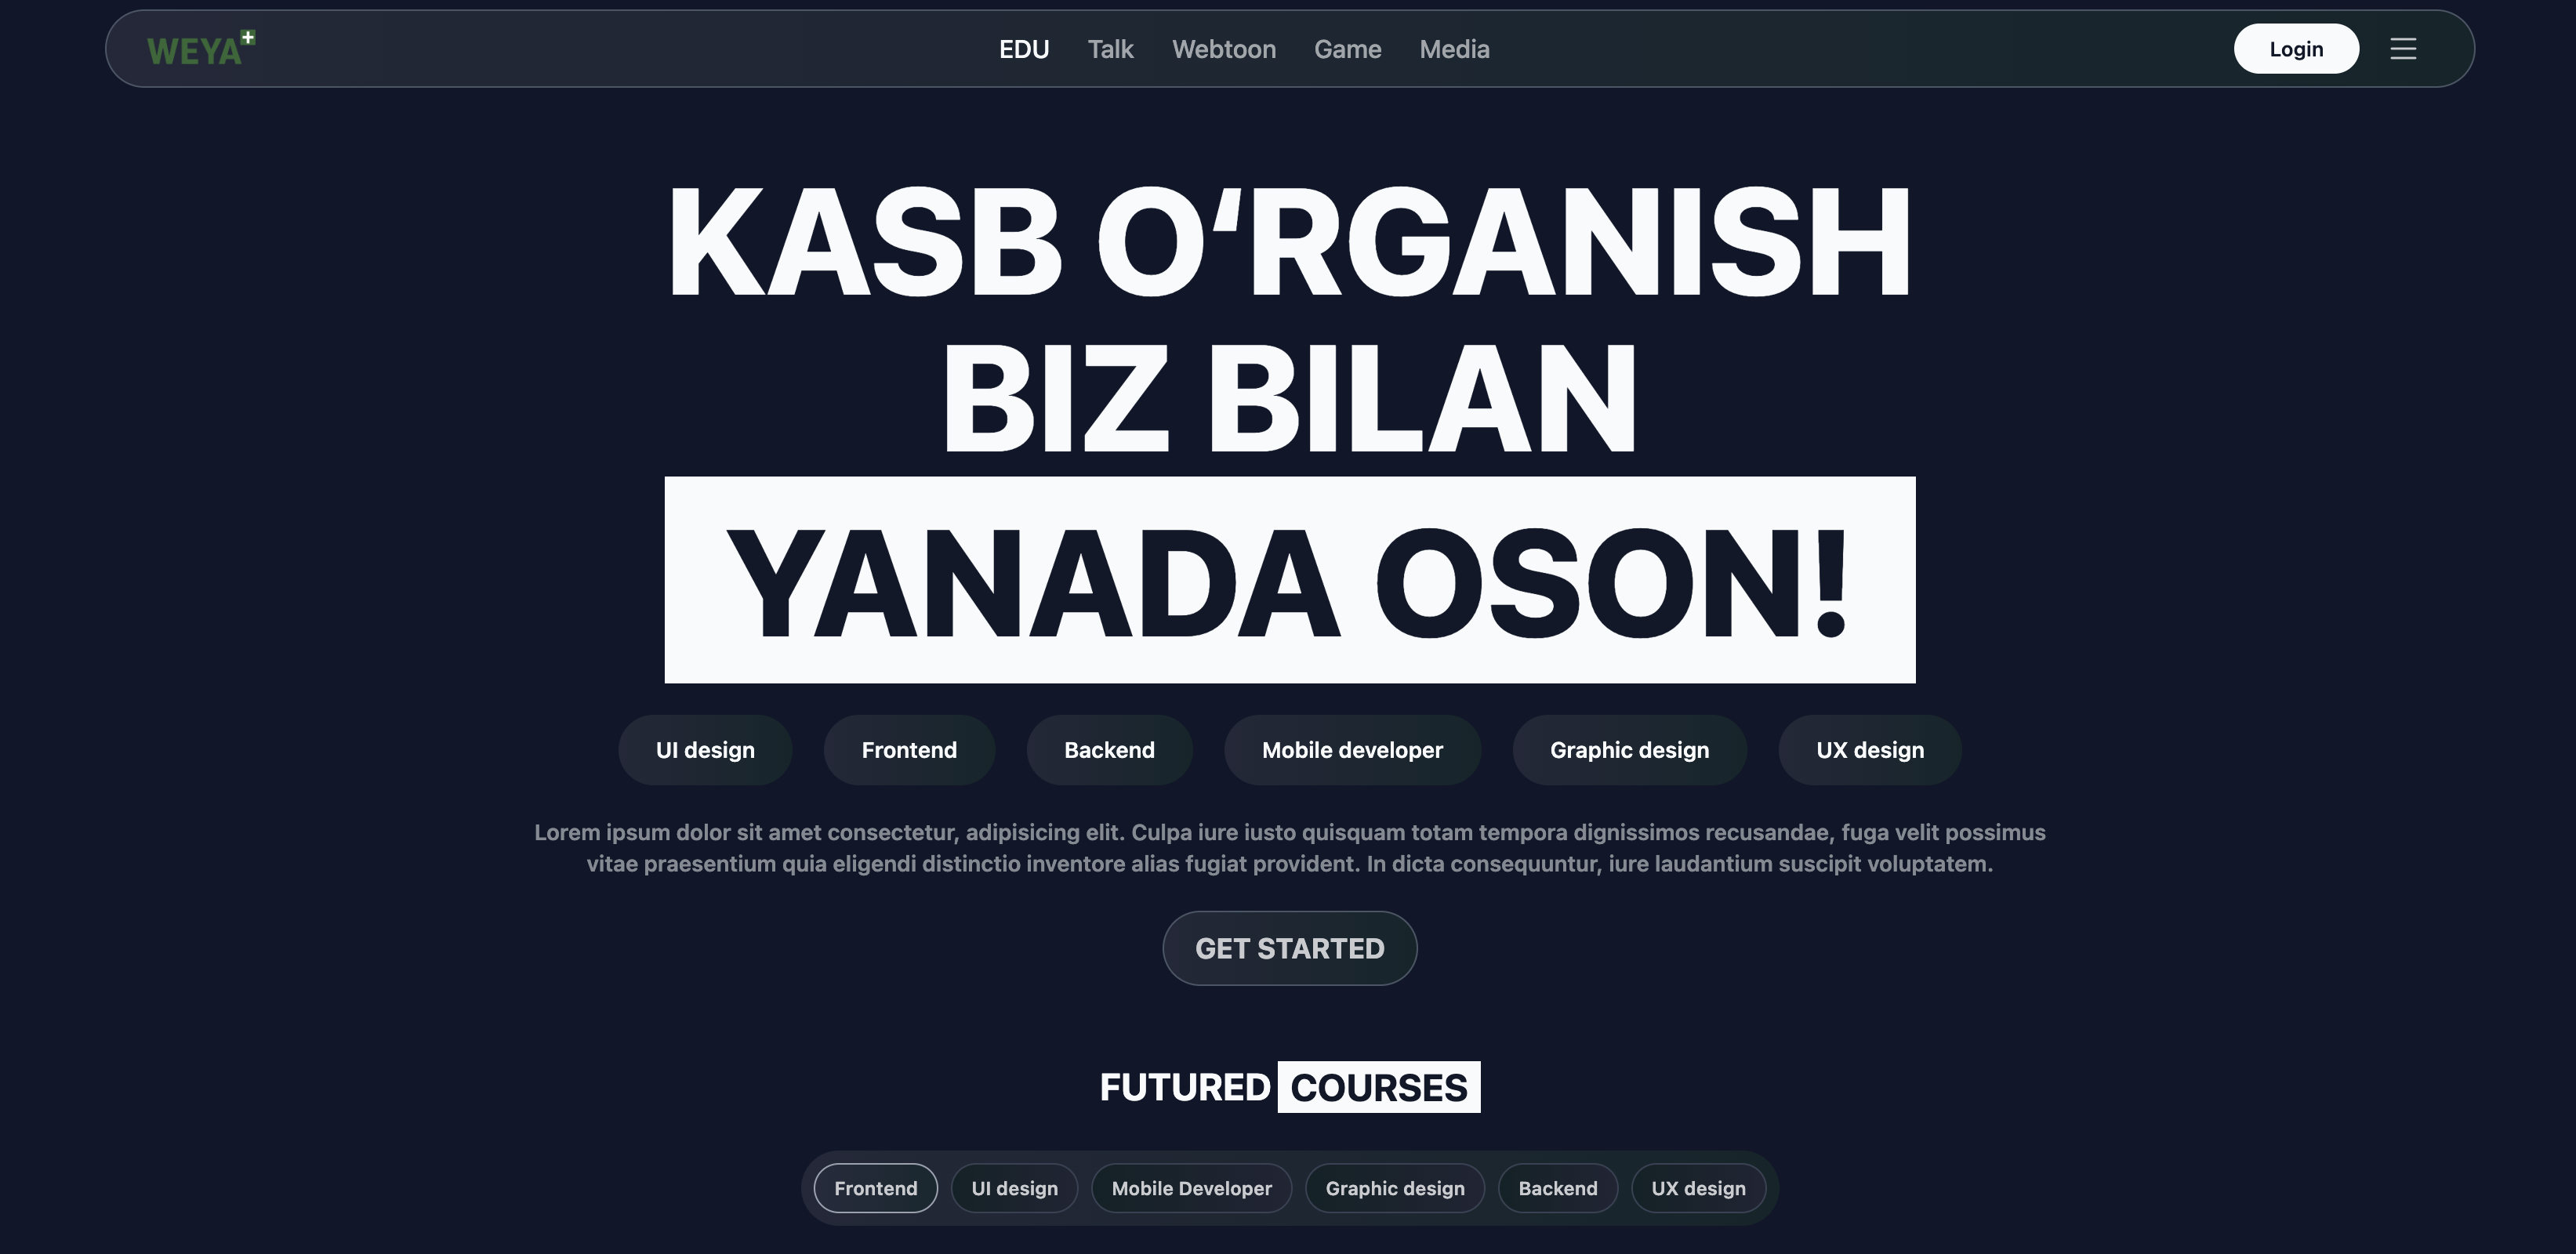 WEYA+
EDU Talk Webtoon Game Media
Login
KASB O‘RGANISH
BIZ BILAN
YANADA OSON!
UI design Frontend Backend Mobile developer Graphic design UX design
Lorem ipsum dolor sit amet consectetur, adipisicing elit. Culpa iure iusto quisquam totam tempora dignissimos recusandae, fuga velit possimus
vitae praesentium quia eligendi distinctio inventore alias fugiat provident. In dicta consequuntur, iure laudantium suscipit voluptatem.
GET STARTED
FUTURED COURSES
Frontend UI design Mobile Developer Graphic design Backend UX design